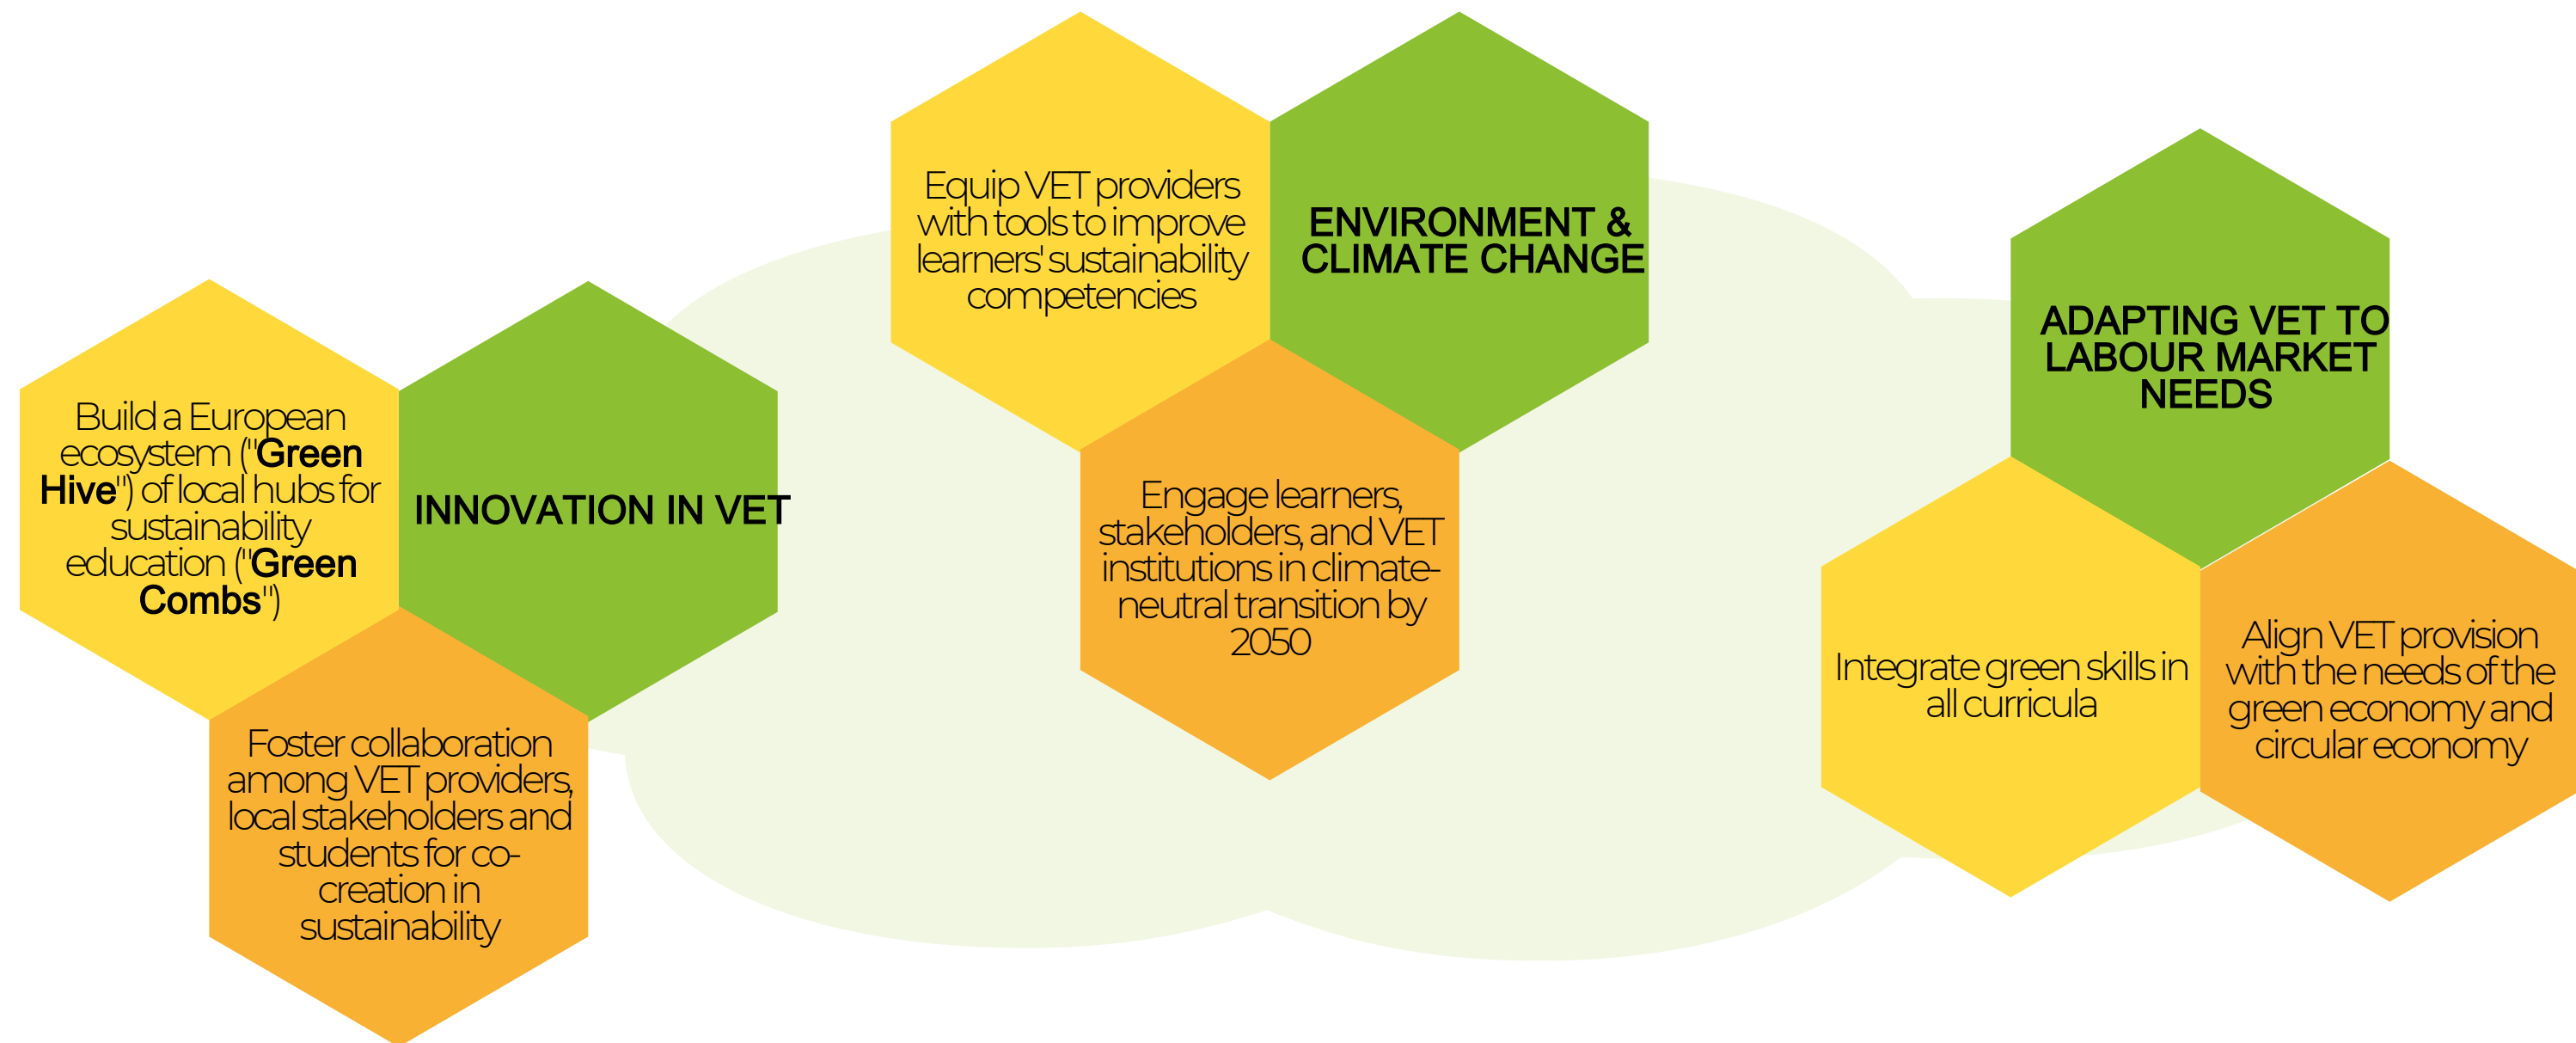 Build a European
ecosystem ("Green
Hive") of local hubs for
sustainability
education ("Green
Combs")
INNOVATION IN VET
Foster collaboration
among VET providers,
local stakeholders and
students for co-
creation in
sustainability
Equip VET providers
with tools to improve
learners' sustainability
competencies
ENVIRONMENT &
CLIMATE CHANGE
Engage learners,
stakeholders, and VET
institutions in climate-
neutral transition by
2050
ADAPTING VET TO
LABOUR MARKET
NEEDS
Integrate green skills in
all curricula
Align VET provision
with the needs of the
green economy and
circular economy